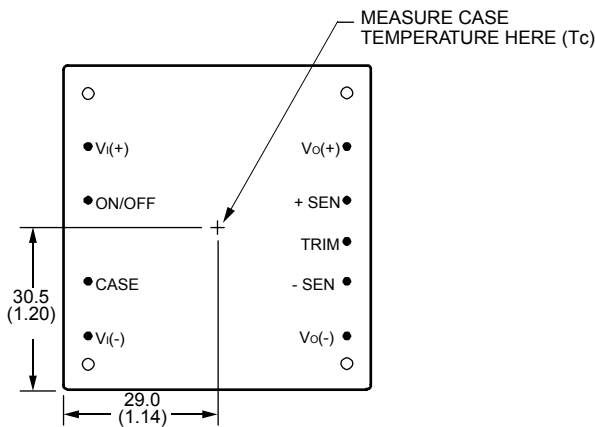 MEASURE CASE
TEMPERATURE HERE (Tc)
VI(+)
VO(+)
ON/OFF
+ SEN
TRIM
CASE
- SEN
30.5
(1.20)
VI(-)
VO(-)
29.0
(1.14)